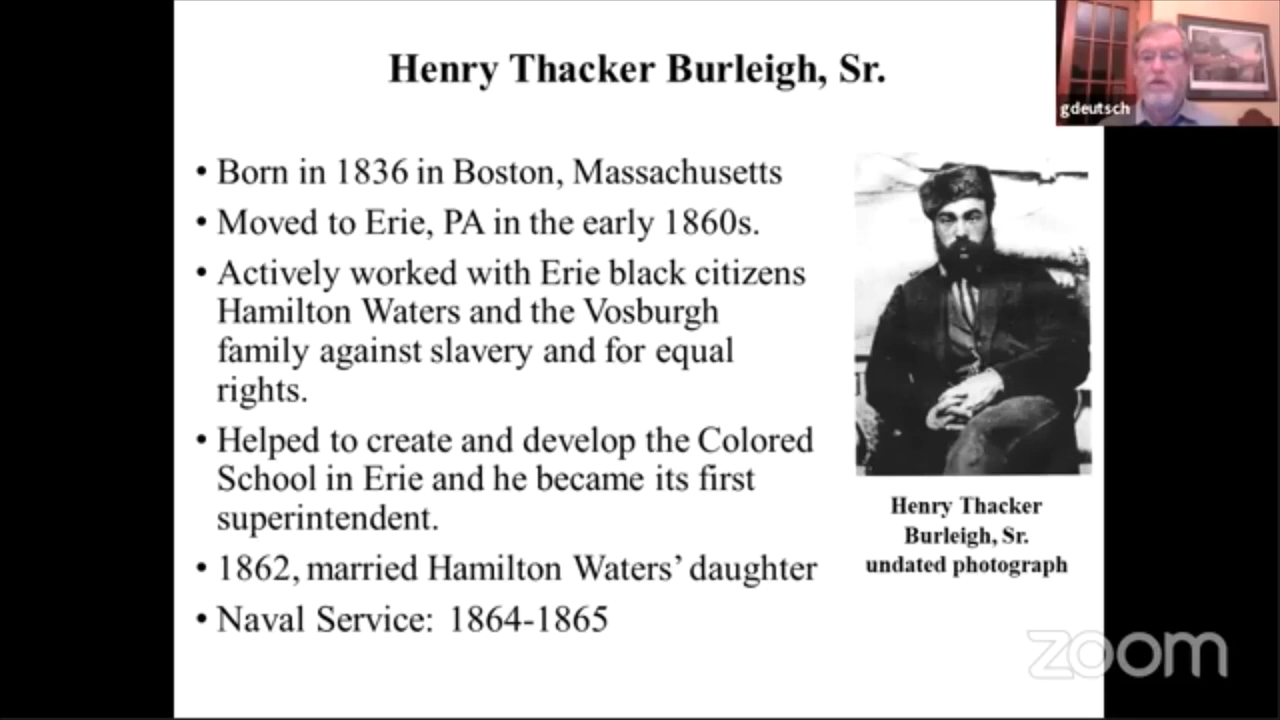 Henry Thacker Burleigh, Sr.
gdeutsch
• Born in 1836 in Boston, Massachusetts
• Moved to Erie, PA in the early 1860s.
• Actively worked with Erie black citizens
Hamilton Waters and the Vosburgh
family against slavery and for equal
rights.
• Helped to create and develop the Colored
School in Erie and he became its first
superintendent.
• 1862, married Hamilton Waters’ daughter
• Naval Service: 1864-1865
Henry Thacker
Burleigh, Sr.
undated photograph
zoom